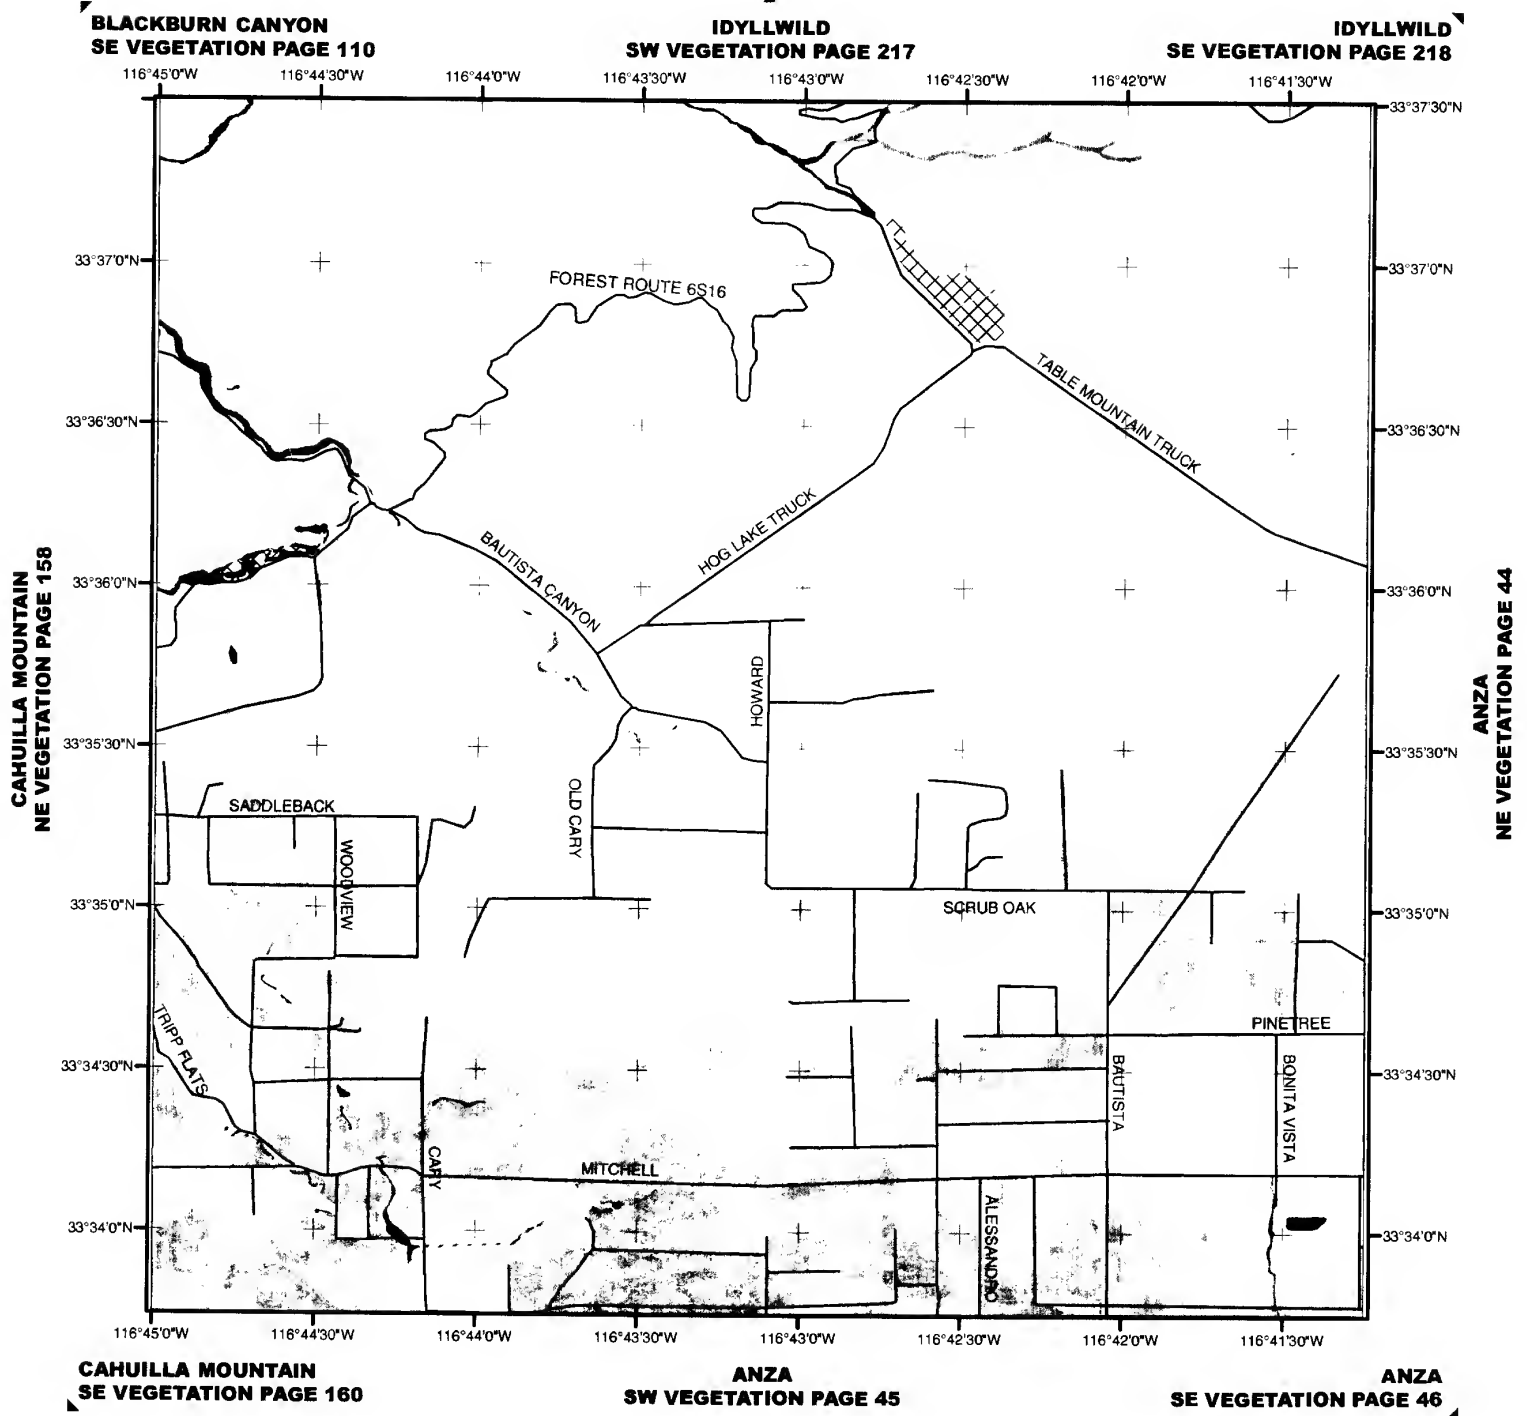 BLACKBURN CANYON
SE VEGETATION PAGE 110
IDYLLWILD
SW VEGETATION PAGE 217
IDYLLWILD
SE VEGETATION PAGE 218
116°45'0"W
116°44'30"W
116°44'0"W
116°43'30"W
116°43'0"W
116°42'30"W
116°42'0"W
116°41'30"W
33°37'30"N
33°37'0"N
33°37'0"N
FOREST ROUTE 6S16
TABLE MOUNTAIN TRUCK
33°36'30"N
33°36'30"N
HOG LAKE TRUCK
BAUTISTA CANYON
33°36'0"N
33°36'0"N
CAHUILLA MOUNTAIN
NE VEGETATION PAGE 158
ANZA
NE VEGETATION PAGE 44
HOWARD
33°35'30"N
33°35'30"N
SADDLEBACK
OLD CARY
WOODVIEW
33°35'0"N
33°35'0"N
SCRUB OAK
TRIPP FLATS
PINETREE
33°34'30"N
33°34'30"N
BAUTISTA
BONITA VISTA
CARY
MITCHELL
ALESSANDRO
33°34'0"N
33°34'0"N
116°45'0"W
116°44'30"W
116°44'0"W
116°43'30"W
116°43'0"W
116°42'30"W
116°42'0"W
116°41'30"W
CAHUILLA MOUNTAIN
SE VEGETATION PAGE 160
ANZA
SW VEGETATION PAGE 45
ANZA
SE VEGETATION PAGE 46